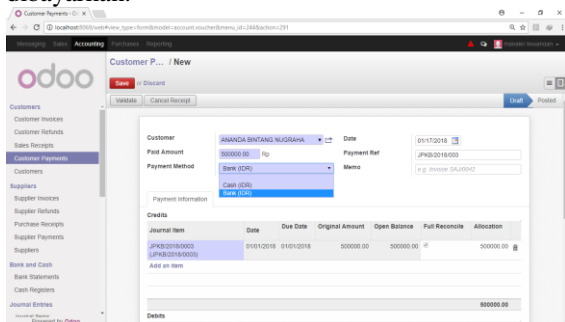 Customer Payments - Od
localhost:8069/web#view_type=form&model=account.voucher&menu_id=244&action=291
Messaging Sales Accounting Purchases Reporting
odoo
Customer P... / New
Save or Discard
Validate Cancel Receipt Draft Posted
Customers
Customer Invoices
Customer Refunds
Sales Receipts
Customer Payments
Customers
Suppliers
Supplier Invoices
Supplier Refunds
Purchase Receipts
Supplier Payments
Suppliers
Bank and Cash
Bank Statements
Cash Registers
Journal Entries
Powered by Odoo
Customer ANANDA BINTANG NUGRAHA Date 01/17/2018
Paid Amount 500000.00 Rp Payment Ref JPKB/2018/003
Payment Method Bank (IDR) Memo e.g. Invoice SAJ/0042
Cash (IDR)
Bank (IDR)
Payment Information
Credits
Journal Item Date Due Date Original Amount Open Balance Full Reconcile Allocation
JPKB/2018/0003 01/01/2018 01/01/2018 500000.00 500000.00 500000.00
(JPKB/2018/0003)
Add an item
500000.00
Debits